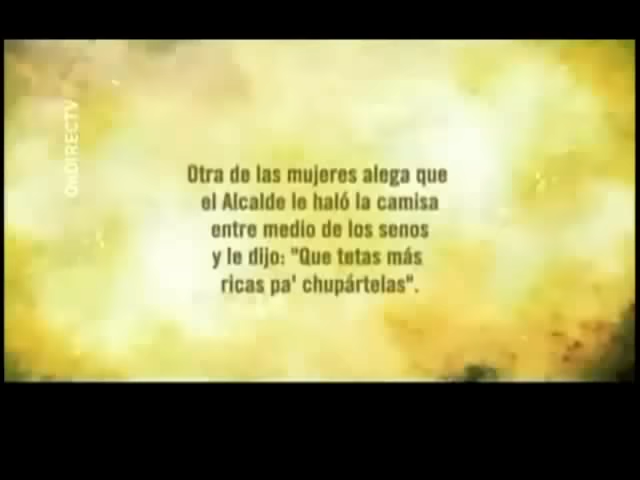 OnDIRECTV
Otra de las mujeres alega que
el Alcalde le haló la camisa
entre medio de los senos
y le dijo: "Que tetas más
ricas pa' chupártelas".